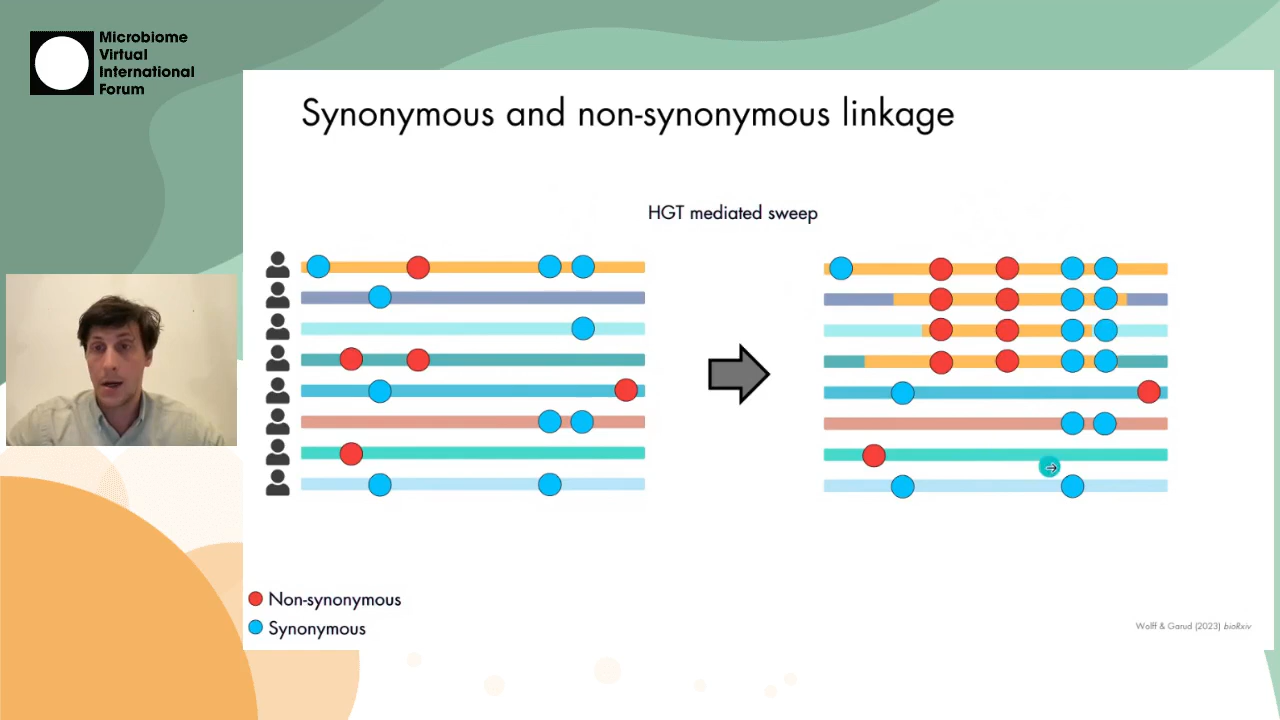 Microbiome
Virtual
International
Forum
Synonymous and non-synonymous linkage
HGT mediated sweep
Non-synonymous
Synonymous
Wolff & Garud (2023) bioRxiv